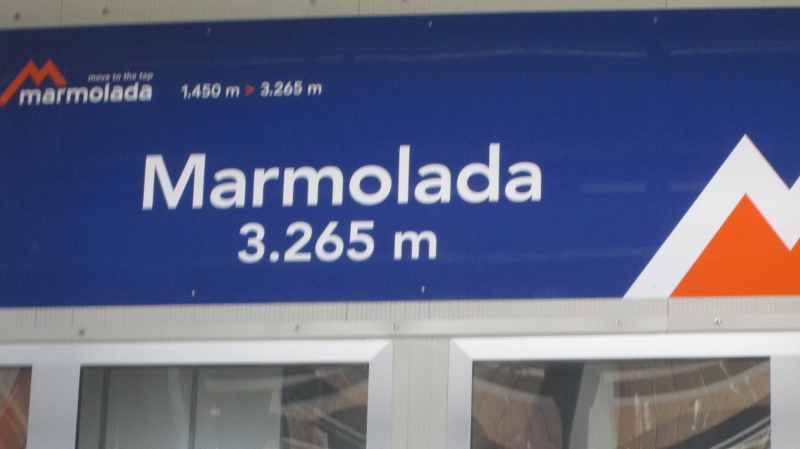 move to the top
marmolada
1.450 m > 3.265 m
Marmolada
3.265 m